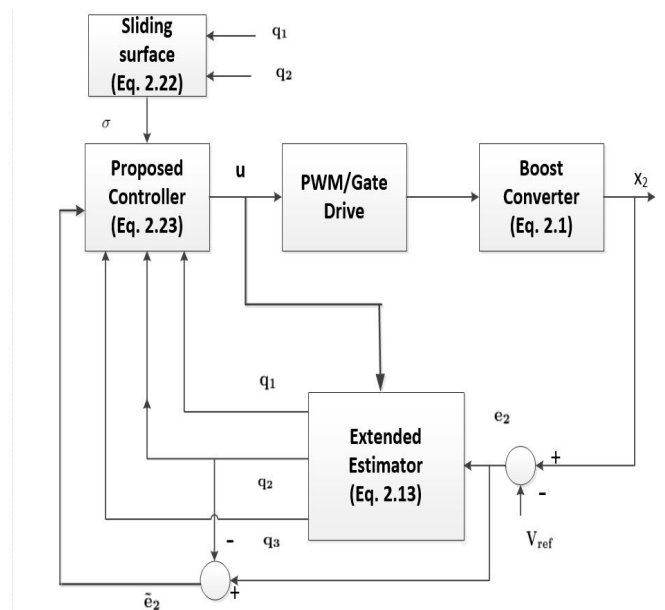 Sliding
surface
(Eq. 2.22)
q₁
q₂
σ
Proposed
Controller
(Eq. 2.23)
u
PWM/Gate
Drive
Boost
Converter
(Eq. 2.1)
x₂
q₁
q₂
q₃
Extended
Estimator
(Eq. 2.13)
e₂
+
-
V_ref
-
+
ẽ₂